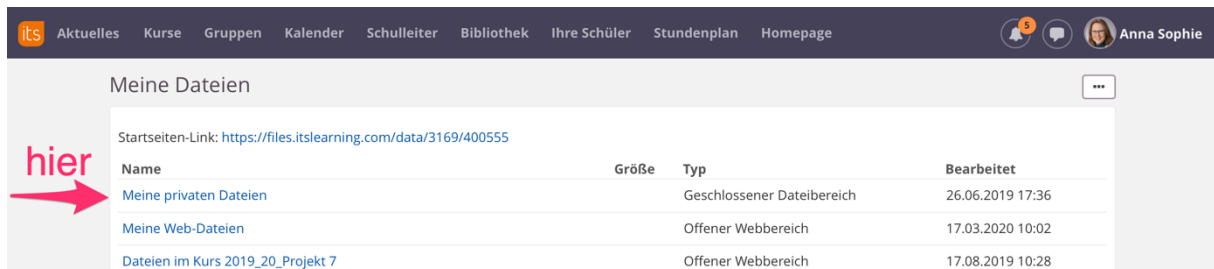 its Aktuelles Kurse Gruppen Kalender Schulleiter Bibliothek Ihre Schüler Stundenplan Homepage 5 Anna Sophie
Meine Dateien
Startseiten-Link: https://files.itslearning.com/data/3169/400555
hier
Name Größe Typ Bearbeitet
Meine privaten Dateien Geschlossener Dateibereich 26.06.2019 17:36
Meine Web-Dateien Offener Webbereich 17.03.2020 10:02
Dateien im Kurs 2019_20_Projekt 7 Offener Webbereich 17.08.2019 10:28